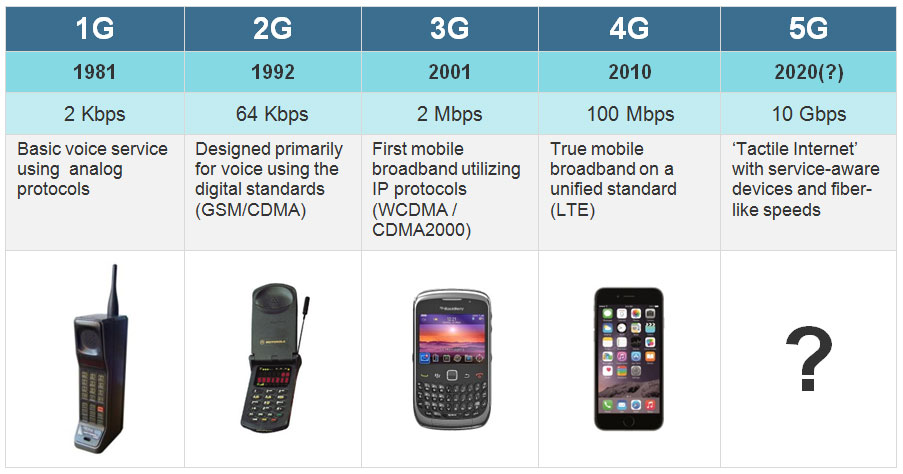 1G 2G 3G 4G 5G
1981 1992 2001 2010 2020(?)
2 Kbps 64 Kbps 2 Mbps 100 Mbps 10 Gbps
Basic voice service
using analog
protocols
Designed primarily
for voice using the
digital standards
(GSM/CDMA)
First mobile
broadband utilizing
IP protocols
(WCDMA /
CDMA2000)
True mobile
broadband on a
unified standard
(LTE)
‘Tactile Internet’
with service-aware
devices and fiber-
like speeds
MOTOROLA
BlackBerry
?